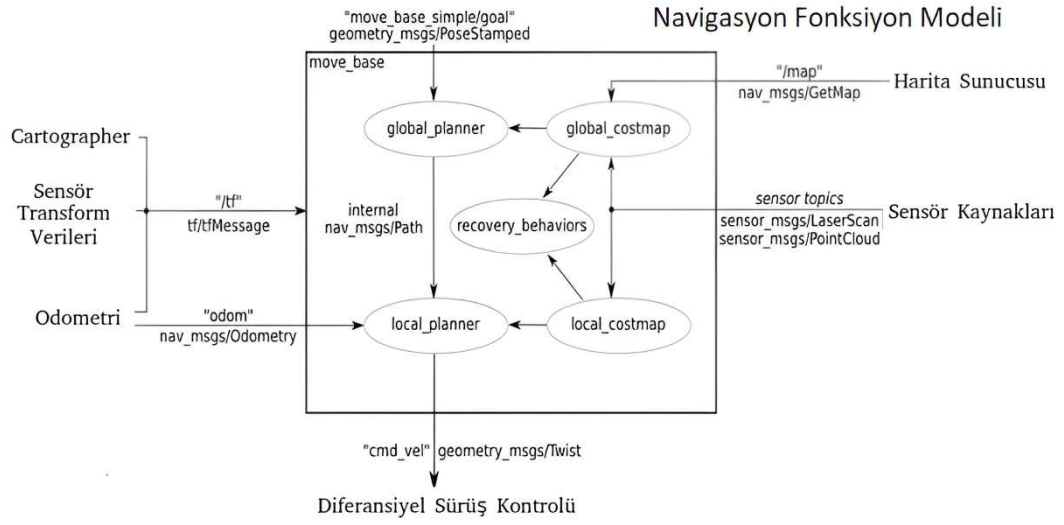 Navigasyon Fonksiyon Modeli
"move_base_simple/goal"
geometry_msgs/PoseStamped
move_base
"/map"
nav_msgs/GetMap
Harita Sunucusu
global_planner
global_costmap
Cartographer
Sensör
Transform
Verileri
"/tf"
tf/tfMessage
internal
nav_msgs/Path
recovery_behaviors
sensor topics
sensor_msgs/LaserScan
sensor_msgs/PointCloud
Sensör Kaynakları
Odometri
"odom"
nav_msgs/Odometry
local_planner
local_costmap
"cmd_vel" geometry_msgs/Twist
Diferansiyel Sürüş Kontrolü